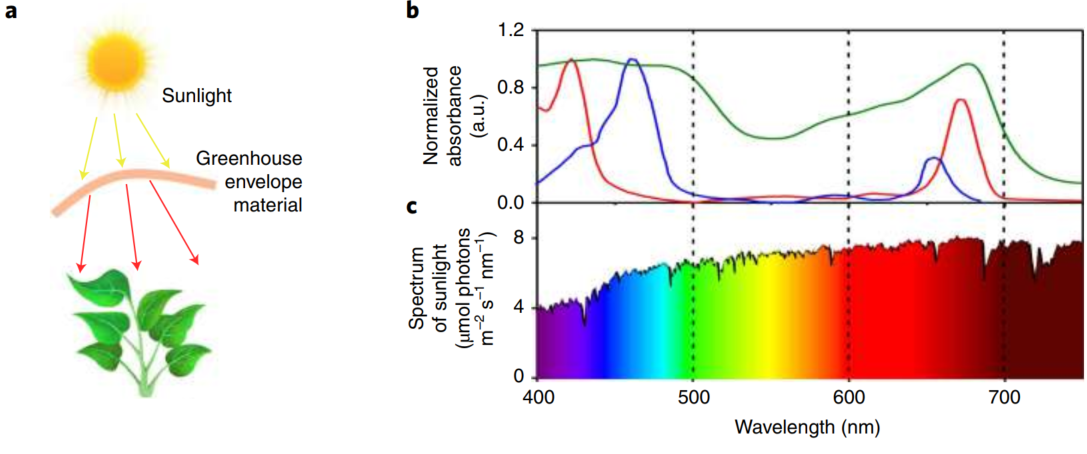 a
Sunlight
Greenhouse
envelope
material
b
1.2
0.8
0.4
0.0
Normalized
absorbance
(a.u.)
c
8
4
0
Spectrum
of sunlight
(µmol photons
m⁻² s⁻¹ nm⁻¹)
400 500 600 700
Wavelength (nm)